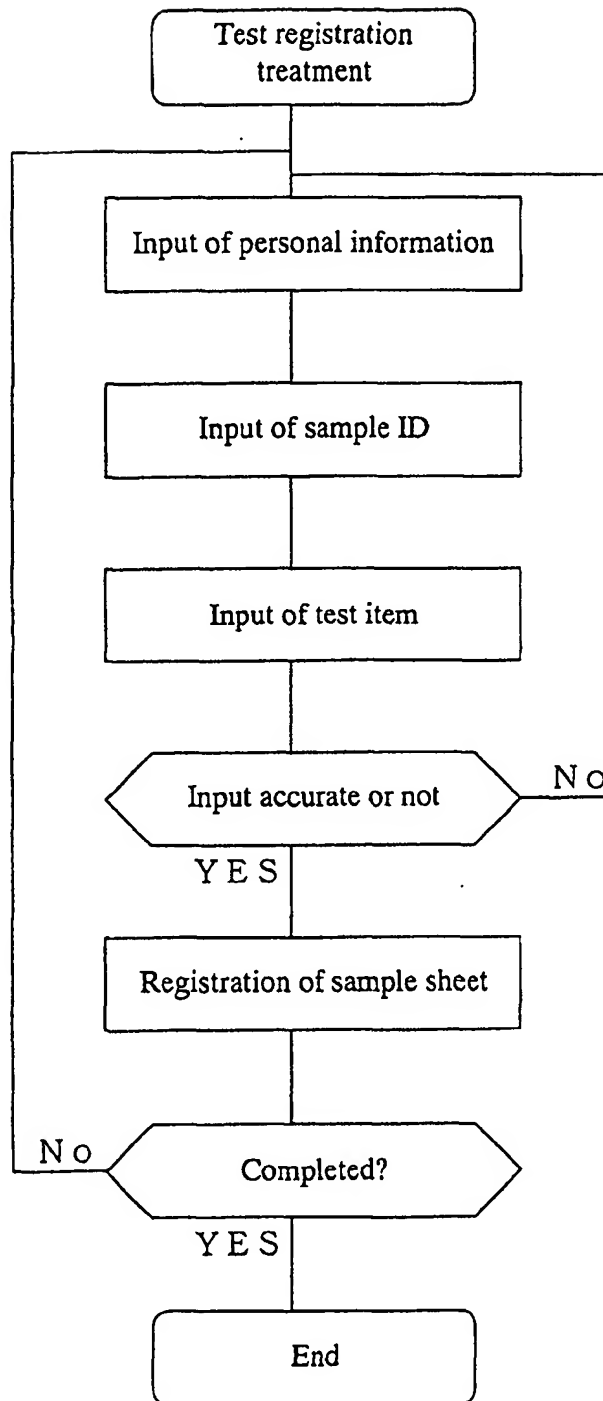 Test registration
treatment
Input of personal information
Input of sample ID
Input of test item
Input accurate or not
No
YES
Registration of sample sheet
No
Completed?
YES
End